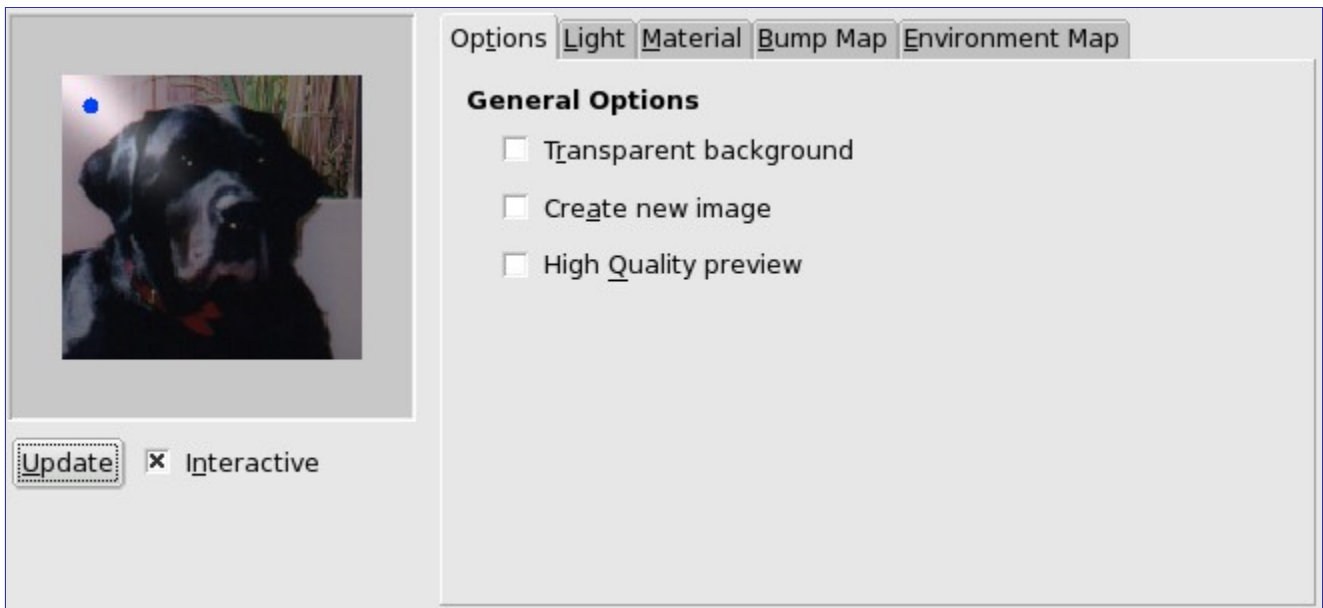 Options Light Material Bump Map Environment Map
General Options
Transparent background
Create new image
High Quality preview
Update Interactive